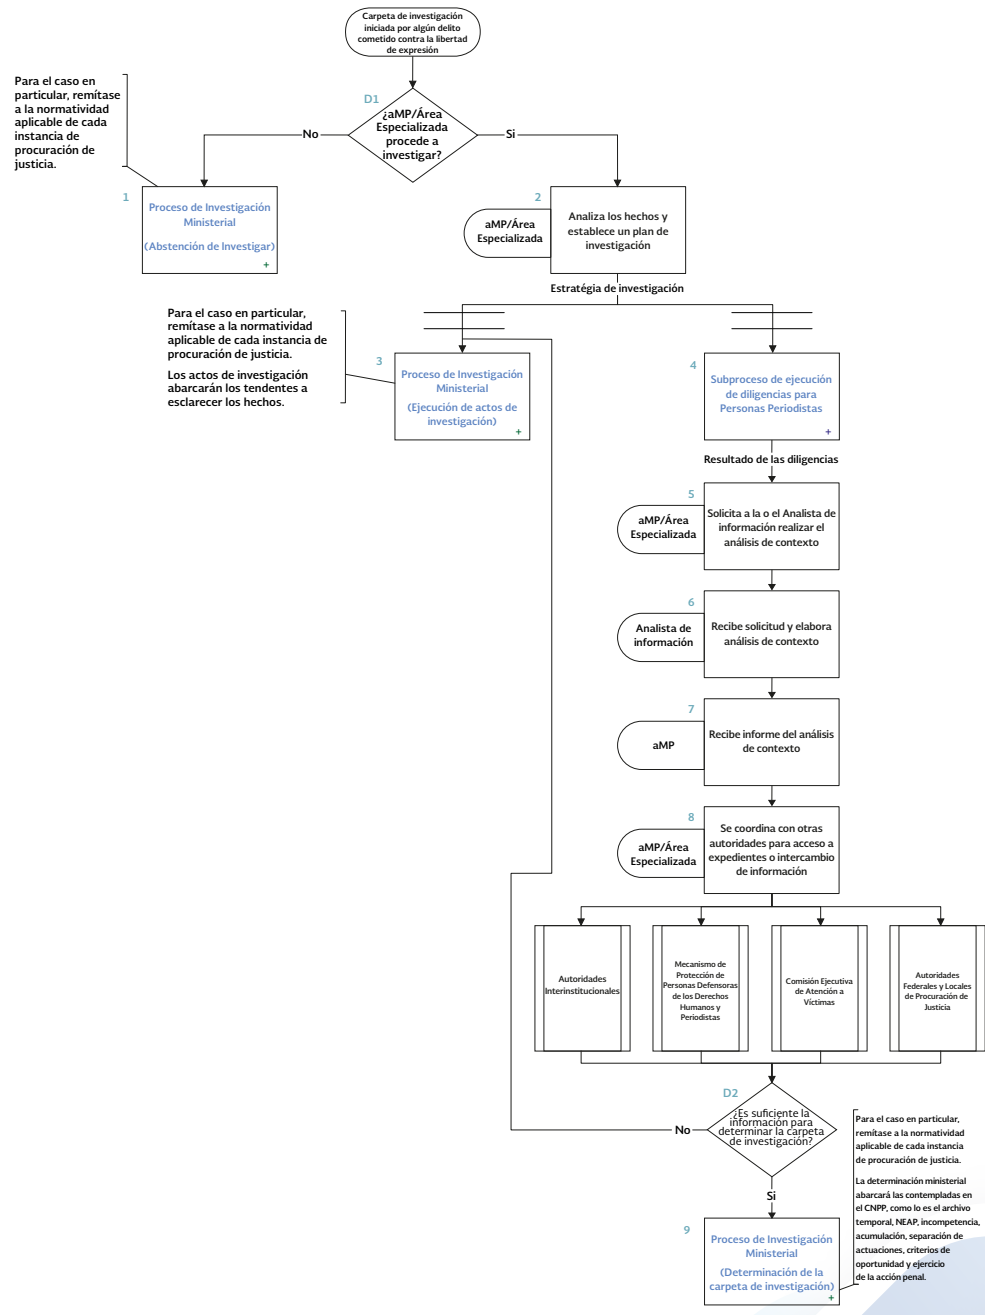 Carpeta de investigación
iniciada por algún delito
cometido contra la libertad
de expresión
Para el caso en
particular, remítase
a la normatividad
aplicable de cada
instancia de
procuración de
justicia.
D1
¿aMP/Área
Especializada
procede a
investigar?
No
Si
1
Proceso de Investigación
Ministerial
(Abstención de Investigar)
+
2
aMP/Área
Especializada
Analiza los hechos y
establece un plan de
investigación
Estratégia de investigación
Para el caso en particular,
remítase a la normatividad
aplicable de cada instancia de
procuración de justicia.
Los actos de investigación
abarcarán los tendentes a
esclarecer los hechos.
3
Proceso de Investigación
Ministerial
(Ejecución de actos de
investigación)
+
4
Subproceso de ejecución
de diligencias para
Personas Periodistas
+
Resultado de las diligencias
5
aMP/Área
Especializada
Solicita a la o el Analista de
información realizar el
análisis de contexto
6
Analista de
información
Recibe solicitud y elabora
análisis de contexto
7
aMP
Recibe informe del análisis
de contexto
8
aMP/Área
Especializada
Se coordina con otras
autoridades para acceso a
expedientes o intercambio
de información
Autoridades
Interinstitucionales
Mecanismo de
Protección de
Personas Defensoras
de los Derechos
Humanos y
Periodistas
Comisión Ejecutiva
de Atención a
Víctimas
Autoridades
Federales y Locales
de Procuración de
Justicia
D2
¿Es suficiente la
información para
determinar la carpeta
de investigación?
No
Si
Para el caso en particular,
remítase a la normatividad
aplicable de cada instancia
de procuración de justicia.
La determinación ministerial
abarcará las contempladas en
el CNPP, como lo es el archivo
temporal, NEAP, incompetencia,
acumulación, separación de
actuaciones, criterios de
oportunidad y ejercicio
de la acción penal.
9
Proceso de Investigación
Ministerial
(Determinación de la
carpeta de investigación)
+